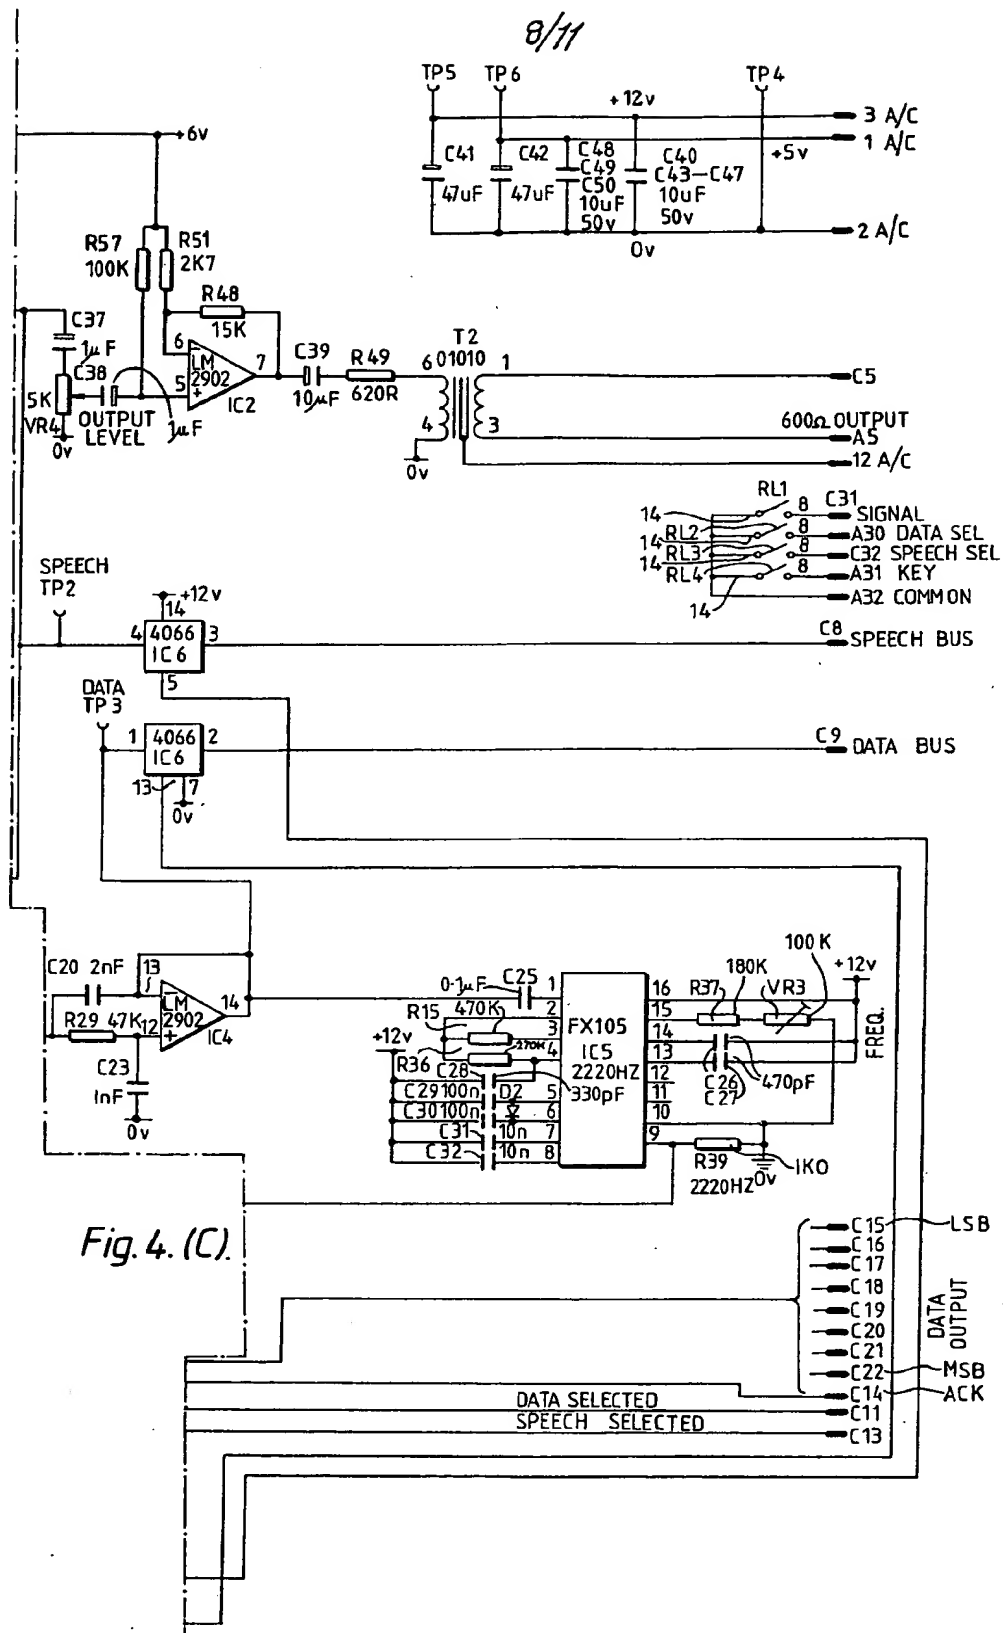 8/11
TP5
TP6
TP4
+12v
3 A/C
1 A/C
+5v
C41
47uF
C42
47uF
C48
C49
C50
10uF
50v
C40
C43-C47
10uF
50v
0v
2 A/C
+6v
R57
100K
R51
2K7
R48
15K
C37
1µF
C38
5K
VR4
0v
OUTPUT
LEVEL
1µF
6
5
LM
2902
7
IC2
C39
10µF
R49
620R
T2
01010
6
4
1
3
0v
C5
600Ω OUTPUT
A5
12 A/C
RL1
14
8
C31
SIGNAL
RL2
14
8
A30 DATA SEL
RL3
14
8
C32 SPEECH SEL
RL4
14
8
A31 KEY
A32 COMMON
SPEECH
TP2
+12v
14
4
4066
IC6
3
5
C8
SPEECH BUS
DATA
TP3
1
4066
IC6
2
13
7
0v
C9
DATA BUS
C20 2nF
13
R29 47K
12
LM
2902
14
IC4
C23
1nF
0v
0·1µF
C25
1
470K
2
R15
3
270K
+12v
R36
4
C28
330pF
C29 100n
D2
5
C30 100n
6
C31
10n
7
C32
10n
8
FX105
IC5
2220HZ
16
15
14
13
12
11
10
9
R37
180K
VR3
100K
+12v
FREQ.
C26
C27
470pF
R39
1K0
2220HZ
0v
Fig. 4. (C).
C15 LSB
C16
C17
C18
C19
C20
C21
C22 MSB
DATA
OUTPUT
C14 ACK
DATA SELECTED
C11
SPEECH SELECTED
C13